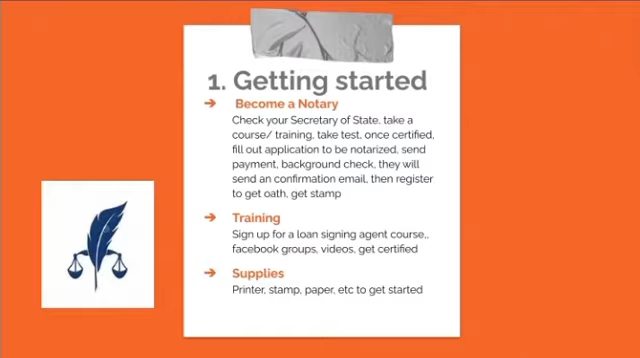 1. Getting started
➔ Become a Notary
Check your Secretary of State, take a
course/ training, take test, once certified,
fill out application to be notarized, send
payment, background check, they will
send an confirmation email, then register
to get oath, get stamp
➔ Training
Sign up for a loan signing agent course,,
facebook groups, videos, get certified
➔ Supplies
Printer, stamp, paper, etc to get started